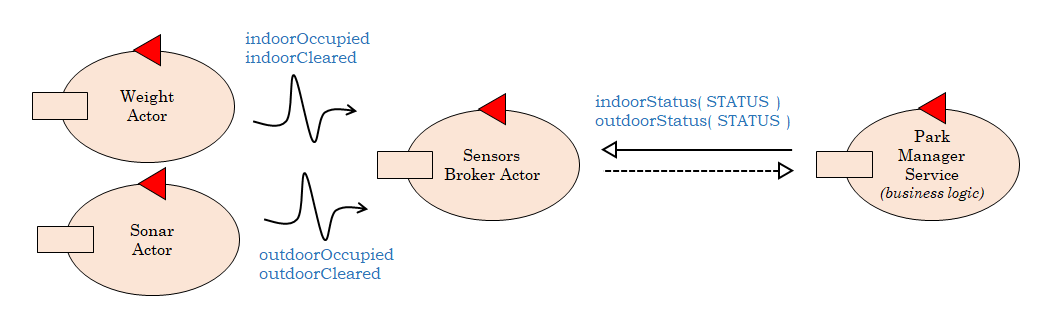 indoorOccupied
indoorCleared
Weight
Actor
indoorStatus( STATUS )
outdoorStatus( STATUS )
Sensors
Broker Actor
Park
Manager
Service
(business logic)
Sonar
Actor
outdoorOccupied
outdoorCleared